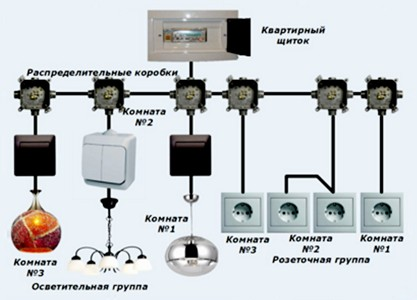 Квартирный
щиток
Распределительные коробки
Комната
№2
Комната
№1
Комната
№3
Комната
№3
Комната
№2
Комната
№1
Осветительная группа
Розеточная группа